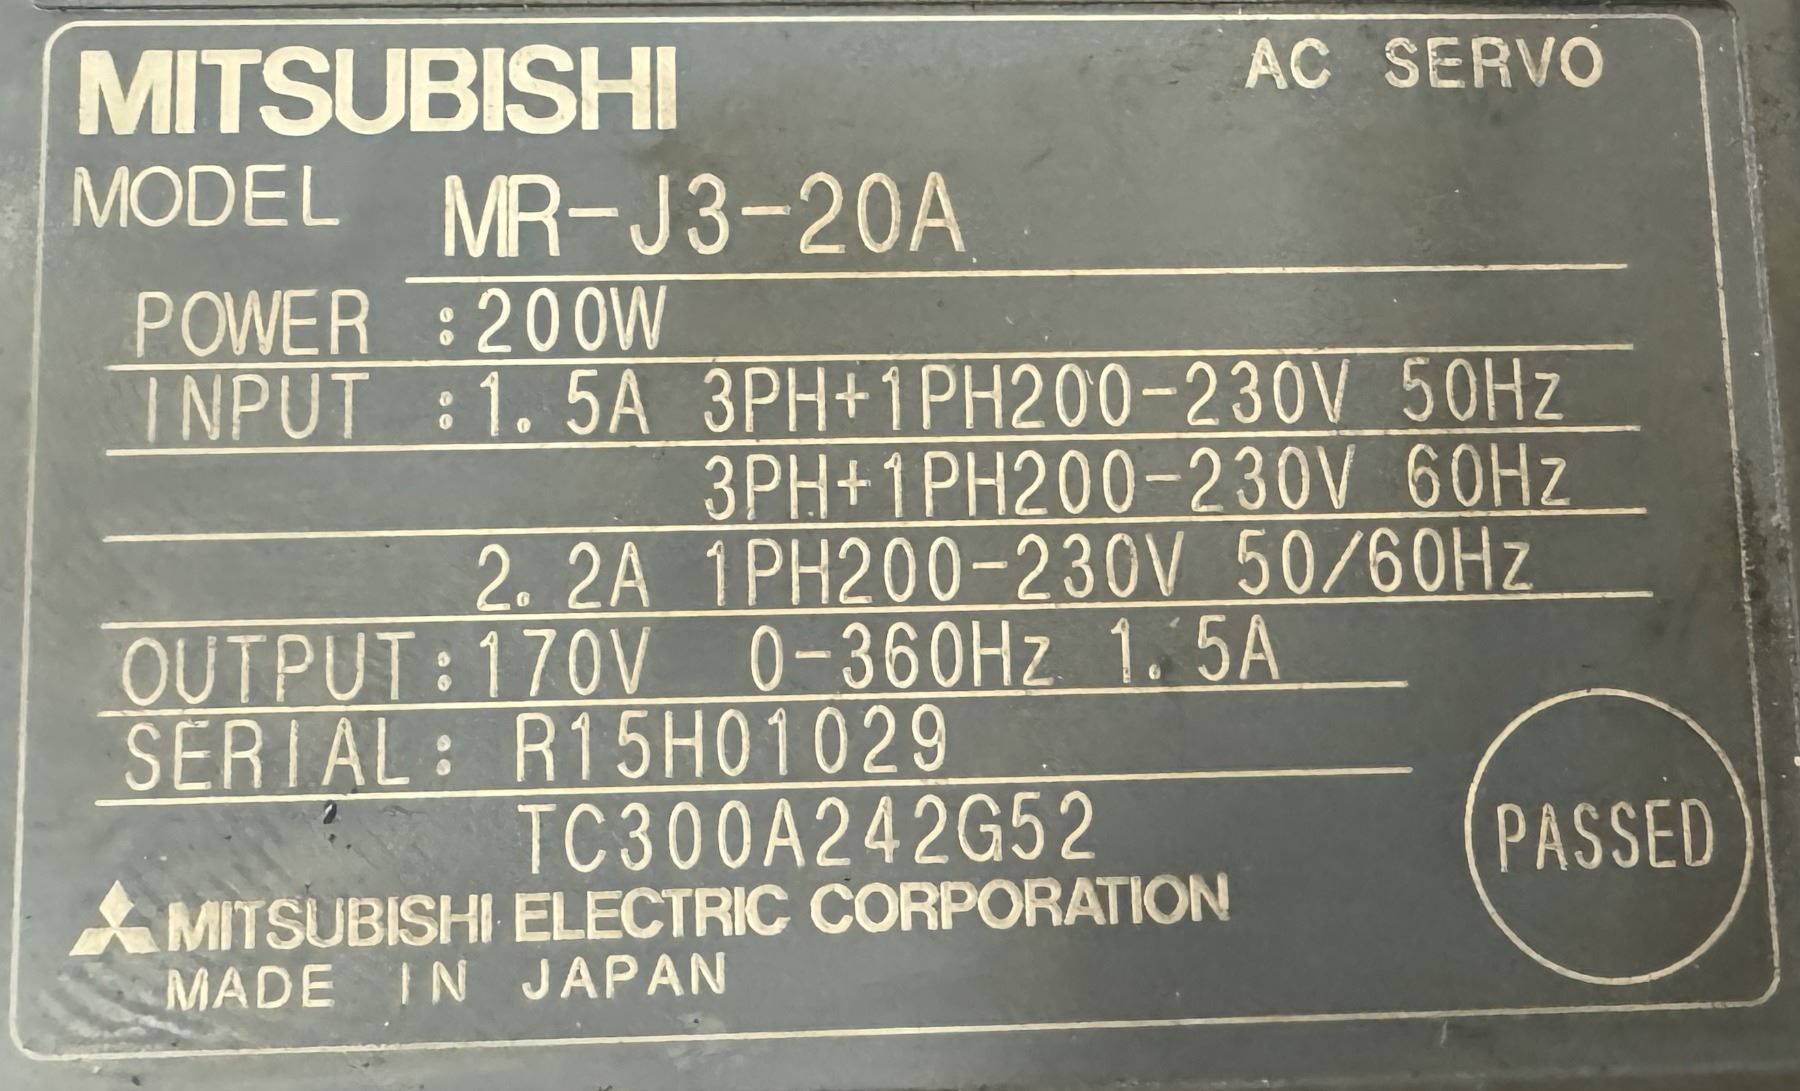 MITSUBISHI AC SERVO
MODEL MR-J3-20A
POWER :200W
INPUT :1.5A 3PH+1PH200-230V 50Hz
3PH+1PH200-230V 60Hz
2.2A 1PH200-230V 50/60Hz
OUTPUT:170V 0-360Hz 1.5A
SERIAL: R15H01029
TC300A242G52
PASSED
MITSUBISHI ELECTRIC CORPORATION
MADE IN JAPAN